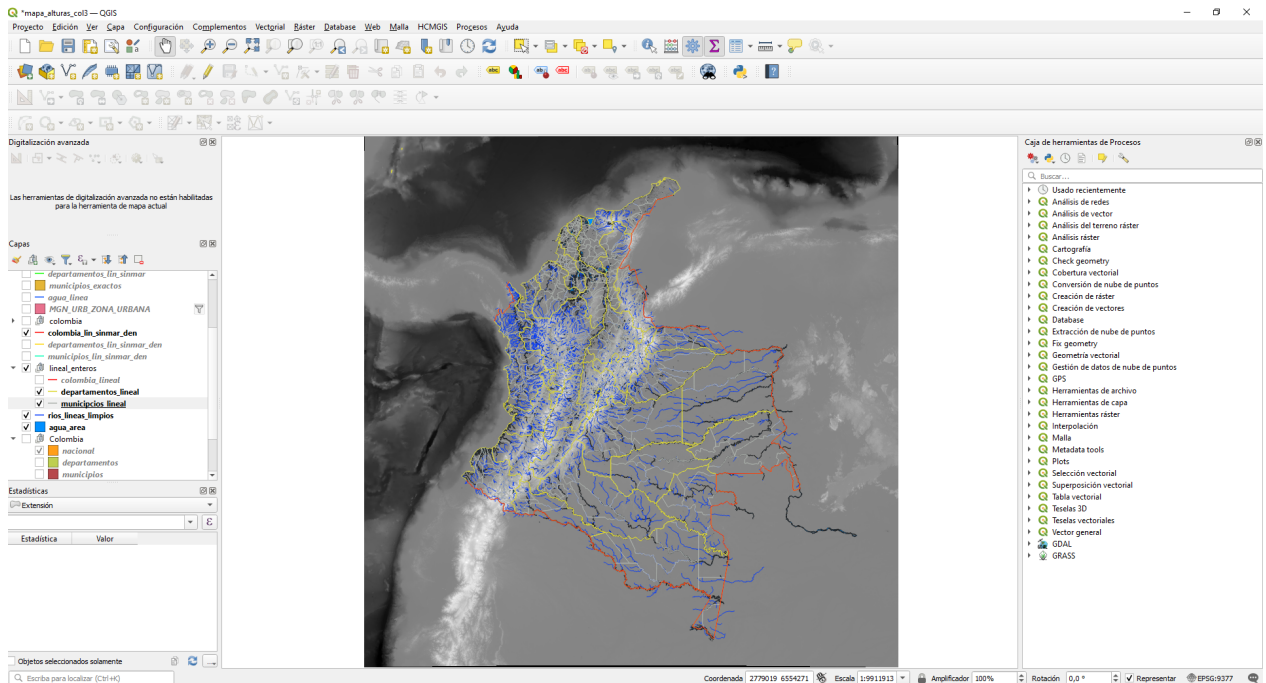 *mapa_alturas_col3 — QGIS
Proyecto Edición Ver Capa Configuración Complementos Vectorial Ráster Database Web Malla HCMGIS Procesos Ayuda
Digitalización avanzada
Las herramientas de digitalización avanzada no están habilitadas
para la herramienta de mapa actual
Capas
departamentos_lin_sinmar
municipios_exactos
agua_linea
MGN_URB_ZONA_URBANA
colombia
colombia_lin_sinmar_den
departamentos_lin_sinmar_den
municipios_lin_sinmar_den
lineal_enteros
colombia_lineal
departamentos_lineal
municipcios_lineal
rios_lineas_limpios
agua_area
Colombia
nacional
departamentos
municipios
Estadísticas
Extensión
ε
Estadística Valor
Objetos seleccionados solamente
Caja de herramientas de Procesos
Buscar...
Usado recientemente
Análisis de redes
Análisis de vector
Análisis del terreno ráster
Análisis ráster
Cartografía
Check geometry
Cobertura vectorial
Conversión de nube de puntos
Creación de ráster
Creación de vectores
Database
Extracción de nube de puntos
Fix geometry
Geometría vectorial
Gestión de datos de nube de puntos
GPS
Herramientas de archivo
Herramientas de capa
Herramientas ráster
Interpolación
Malla
Metadata tools
Plots
Selección vectorial
Superposición vectorial
Tabla vectorial
Teselas 3D
Teselas vectoriales
Vector general
GDAL
GRASS
Escriba para localizar (Ctrl+K) Coordenada 2779019 6554271 Escala 1:9911913 Amplificador 100% Rotación 0,0 ° Representar EPSG:9377